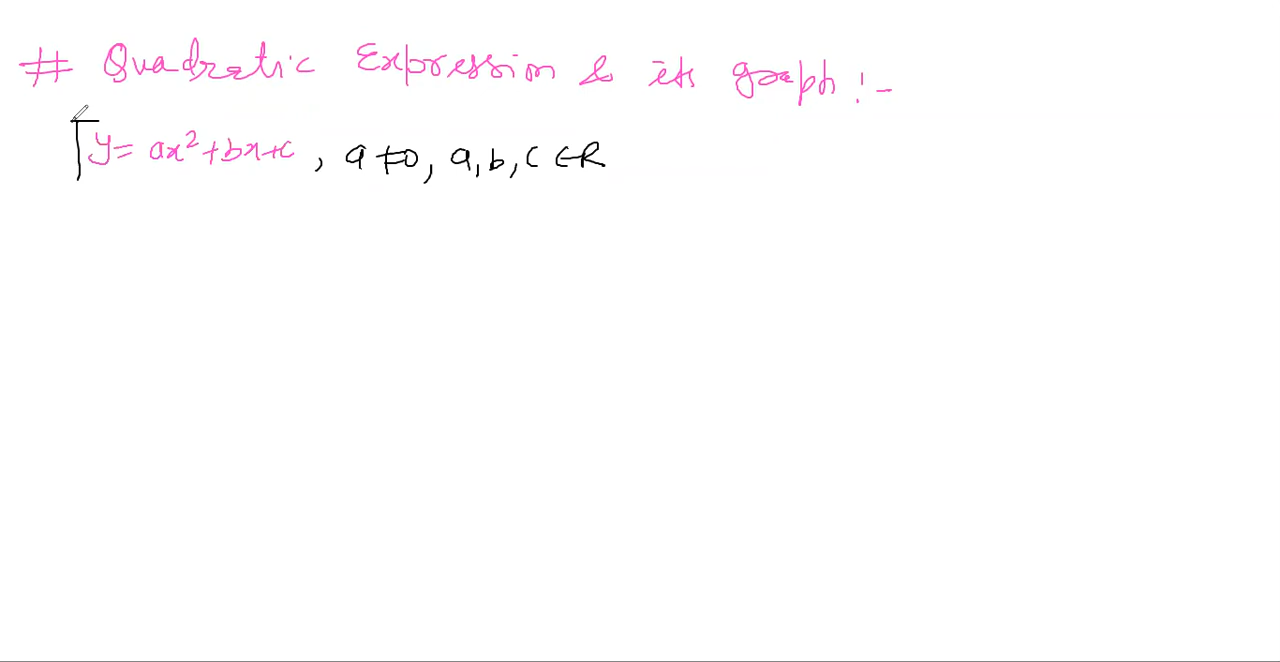 # Quadratic Expression & its graph :-
y = ax² + bx + c , a ≠ 0, a, b, c ∈ R